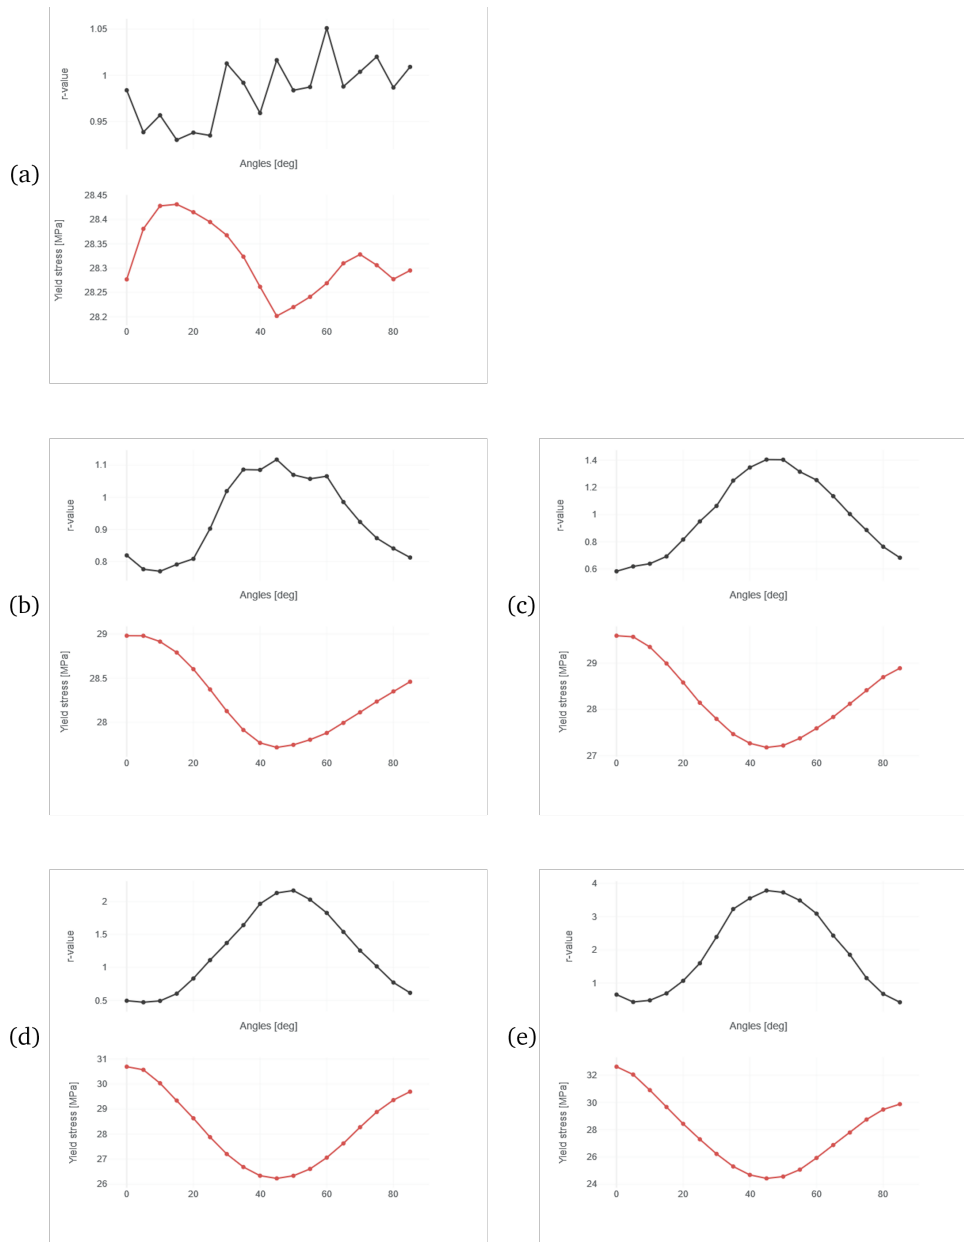 (a)
1.05
1
0.95
r-value
Angles [deg]
28.45
28.4
28.35
28.3
28.25
28.2
Yield stress [MPa]
0 20 40 60 80
(b)
1.1
1
0.9
0.8
r-value
Angles [deg]
29
28.5
28
Yield stress [MPa]
0 20 40 60 80
(c)
1.4
1.2
1
0.8
0.6
r-value
Angles [deg]
29
28
27
Yield stress [MPa]
0 20 40 60 80
(d)
2
1.5
1
0.5
r-value
Angles [deg]
31
30
29
28
27
26
Yield stress [MPa]
0 20 40 60 80
(e)
4
3
2
1
r-value
Angles [deg]
32
30
28
26
24
Yield stress [MPa]
0 20 40 60 80